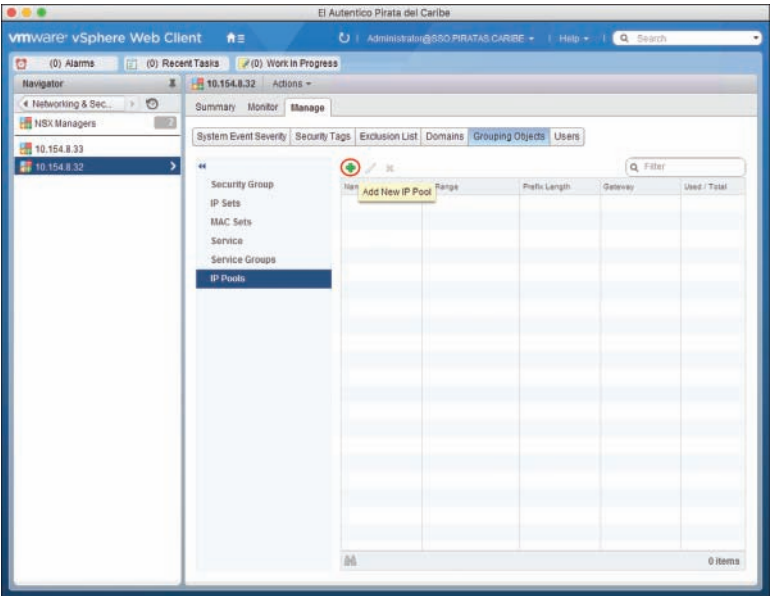 El Autentico Pirata del Caribe
vmware® vSphere Web Client
Administrator@SSO.PIRATAS.CARIBE
Help
Search
(0) Alarms
(0) Recent Tasks
(0) Work In Progress
Navigator
Networking & Sec...
NSX Managers
2
10.154.8.33
10.154.8.32
10.154.8.32 Actions
Summary Monitor Manage
System Event Severity Security Tags Exclusion List Domains Grouping Objects Users
Security Group
IP Sets
MAC Sets
Service
Service Groups
IP Pools
Filter
Range Prefix Length Gateway Used / Total
Add New IP Pool
0 items